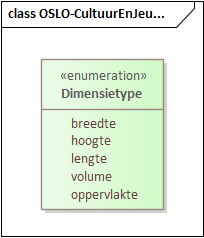 class OSLO-CultuurEnJeu...
«enumeration»
Dimensietype
breedte
hoogte
lengte
volume
oppervlakte